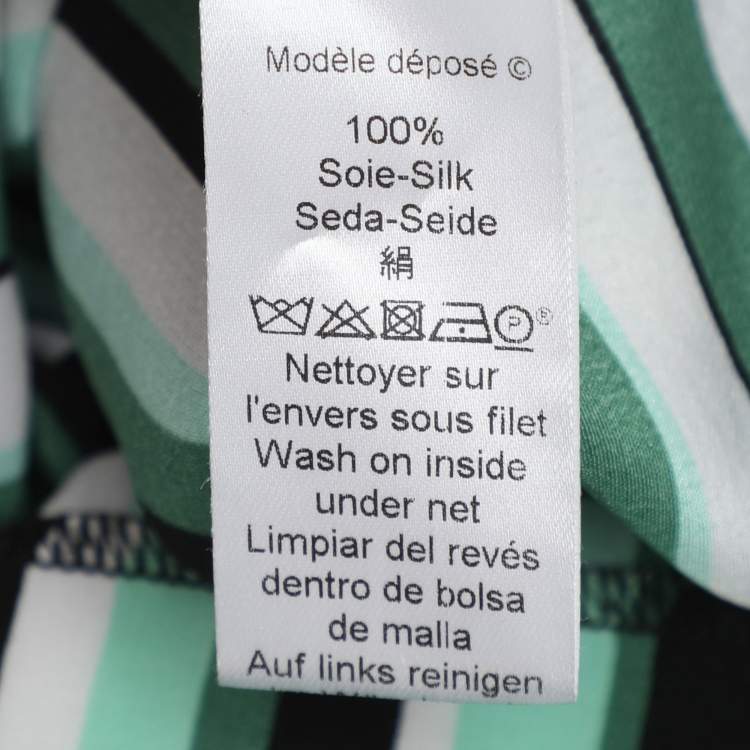 Modèle déposé ©
100%
Soie-Silk
Seda-Seide
絹
P ®
Nettoyer sur
l'envers sous filet
Wash on inside
under net
Limpiar del revés
dentro de bolsa
de malla
Auf links reinigen